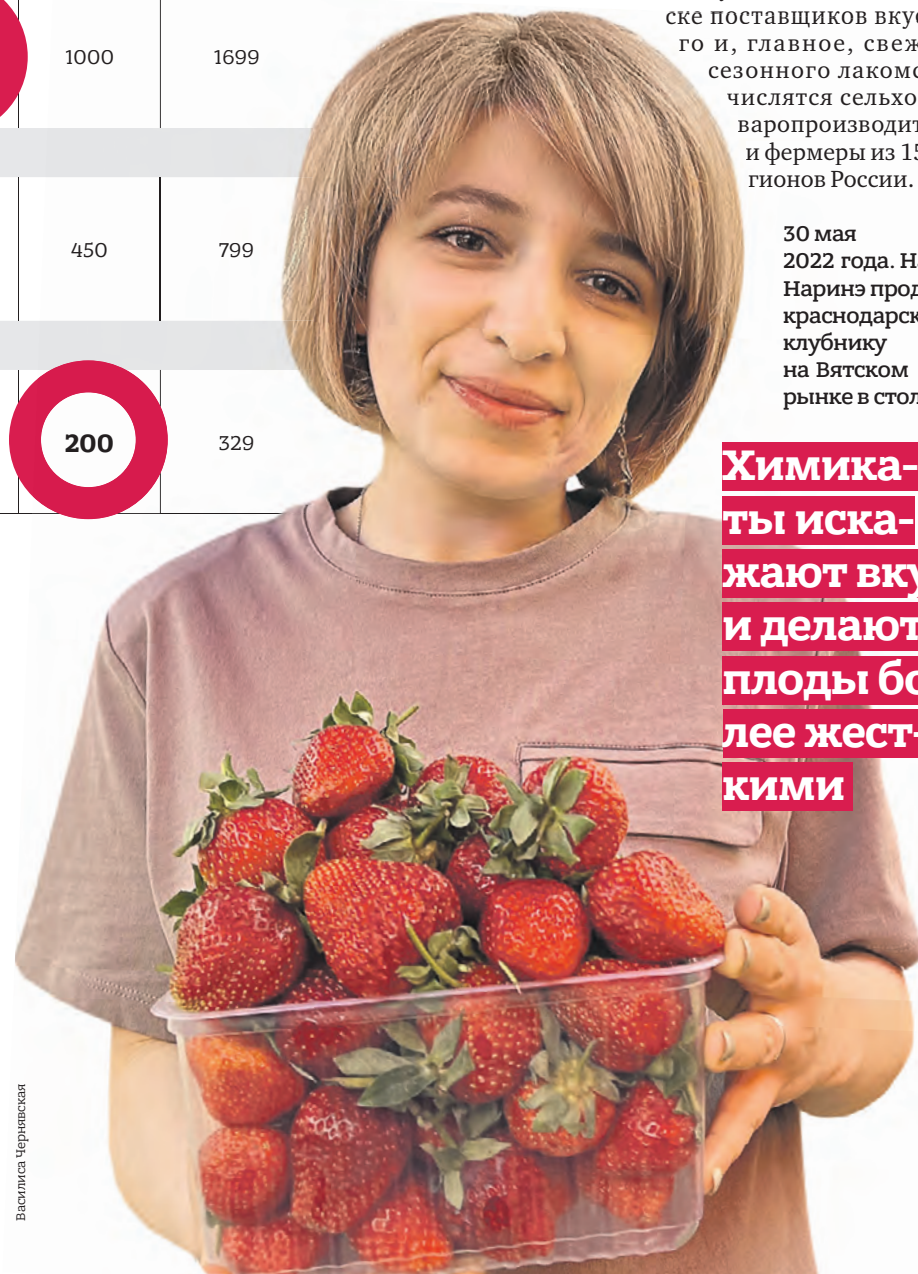 1000 1699
450 799
200 329
ске поставщиков вкус
го и, главное, свеж
сезонного лакомс
числятся сельхо
варопроизводит
и фермеры из 15
гионов России.
30 мая
2022 года. Н
Наринэ прод
краснодарск
клубнику
на Вятском
рынке в стол
Химика-
ты иска-
жают вку
и делают
плоды бо
лее жест-
кими
Василиса Чернявская